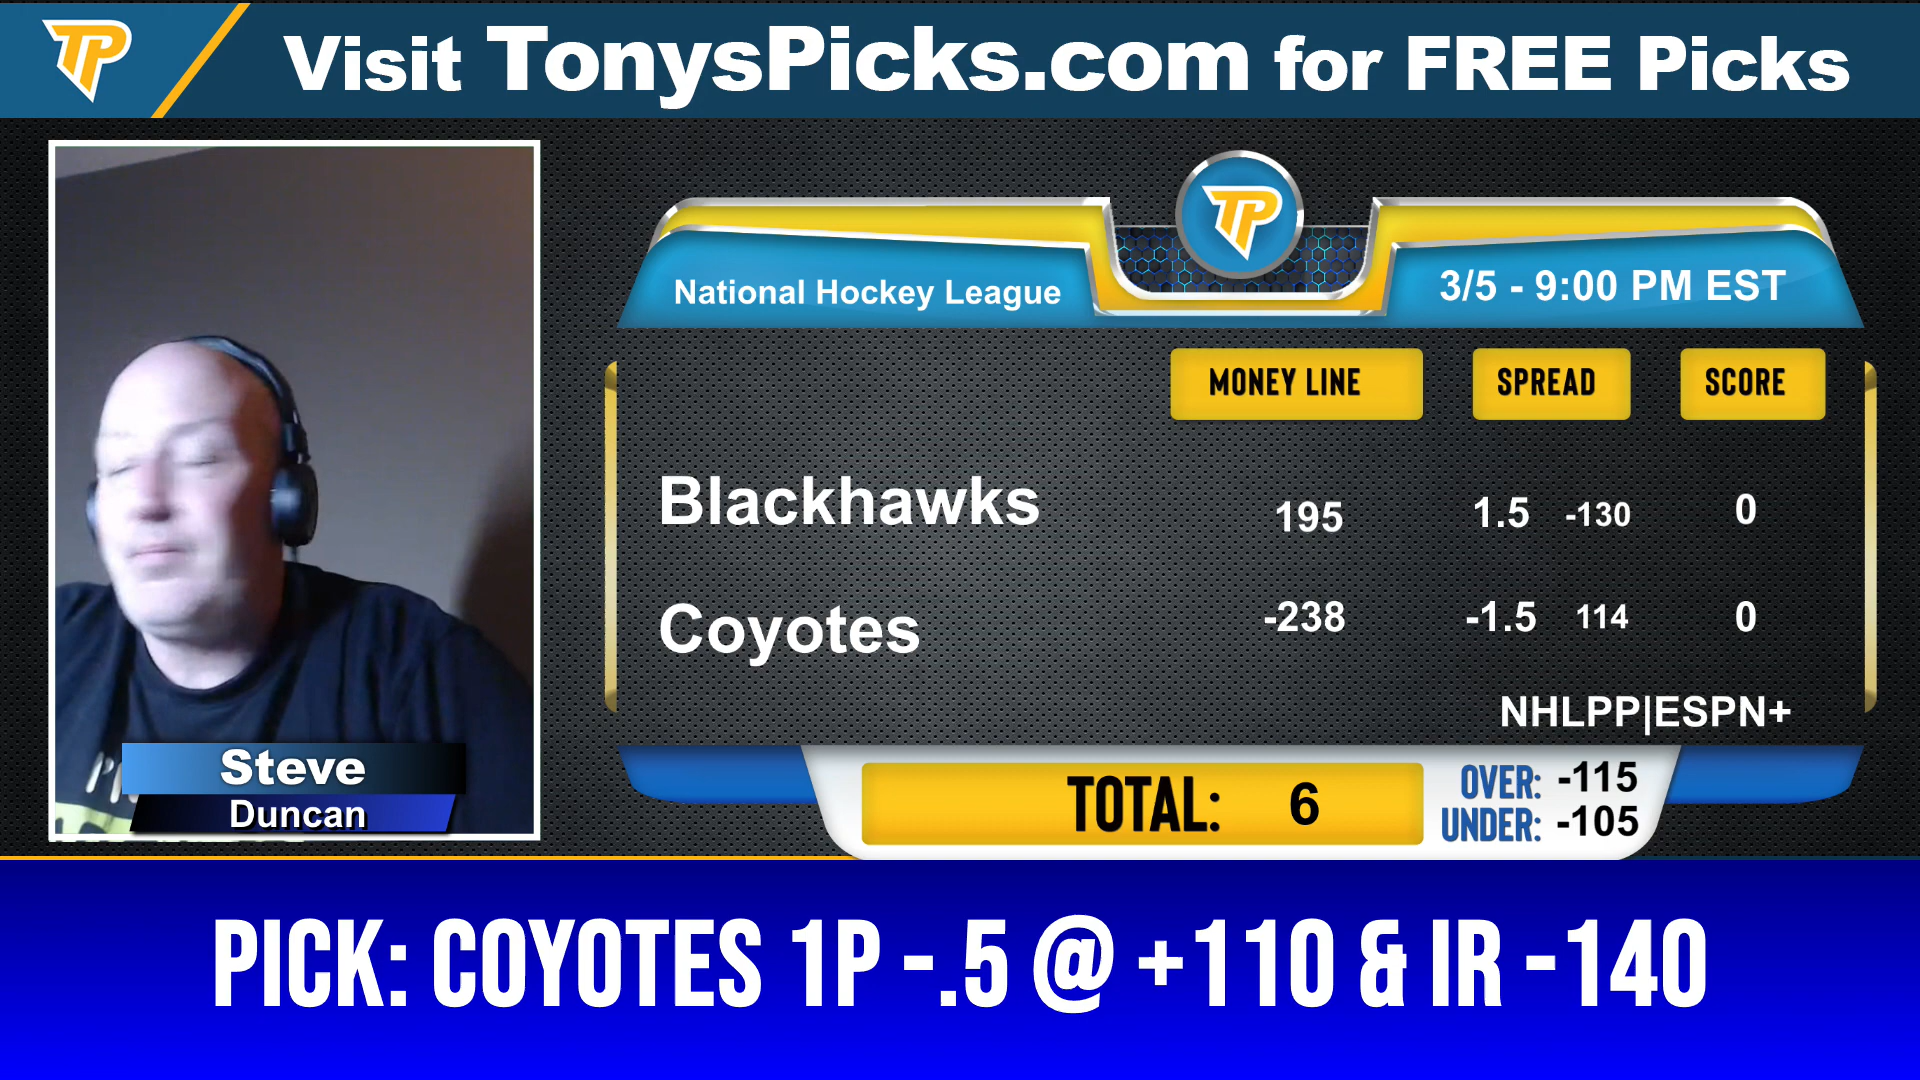 TP
Visit TonysPicks.com for FREE Picks
TP
National Hockey League
3/5 - 9:00 PM EST
MONEY LINE SPREAD SCORE
Blackhawks 195 1.5 -130 0
Coyotes -238 -1.5 114 0
NHLPP|ESPN+
Steve
Duncan
TOTAL: 6
OVER: -115
UNDER: -105
PICK: COYOTES 1P -.5 @ +110 & IR -140